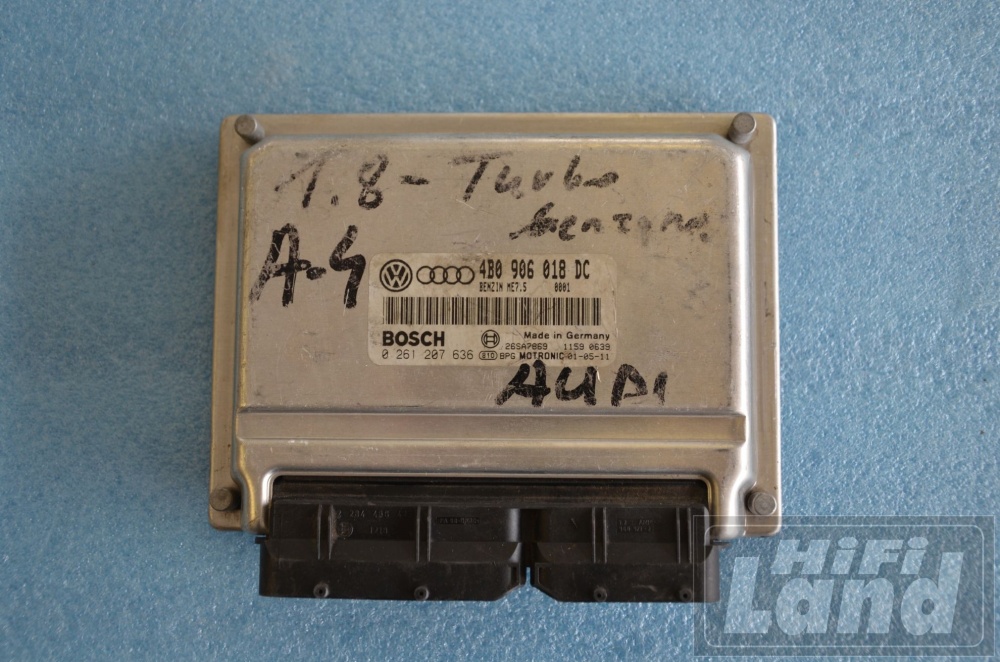 1.8 - Turbo
A.4
4B0 906 018 DC
BENZIN ME7.5 0001
BOSCH
Made in Germany
26SA7869 1159 0639
0 261 207 636 BPG MOTRONIC 01-05-11
AUDI
HiFi
Land